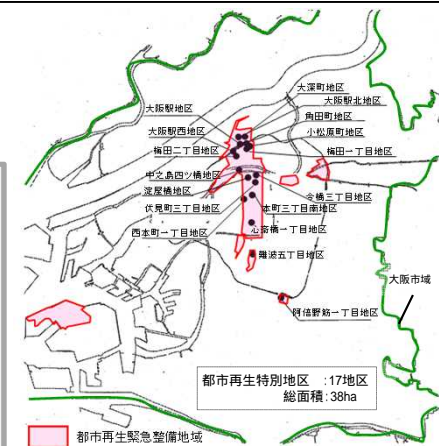 大深町地区
大阪駅北地区
大阪駅地区
角田町地区
大阪駅西地区
小松原町地区
梅田二丁目地区
梅田一丁目地区
中之島四ツ橋地区
淀屋橋地区
今橋三丁目地区
伏見町三丁目地区
本町三丁目南地区
西本町一丁目地区
心斎橋一丁目地区
難波五丁目地区
大阪市域
阿倍野筋一丁目地区
都市再生特別地区 :17地区
総面積:38ha
都市再生緊急整備地域